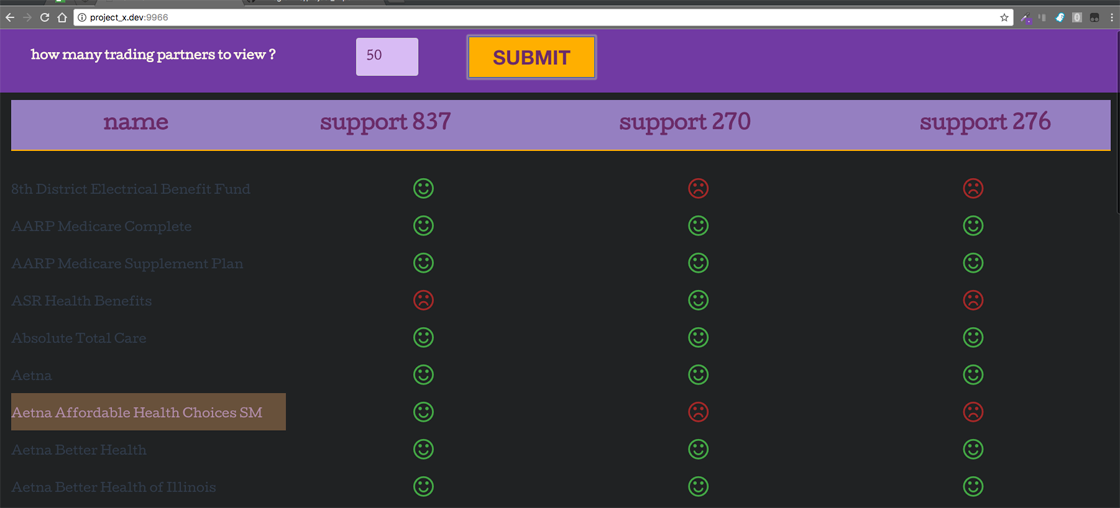 project_x.dev:9966
how many trading partners to view ?
50
SUBMIT
name support 837 support 270 support 276
8th District Electrical Benefit Fund
AARP Medicare Complete
AARP Medicare Supplement Plan
ASR Health Benefits
Absolute Total Care
Aetna
Aetna Affordable Health Choices SM
Aetna Better Health
Aetna Better Health of Illinois